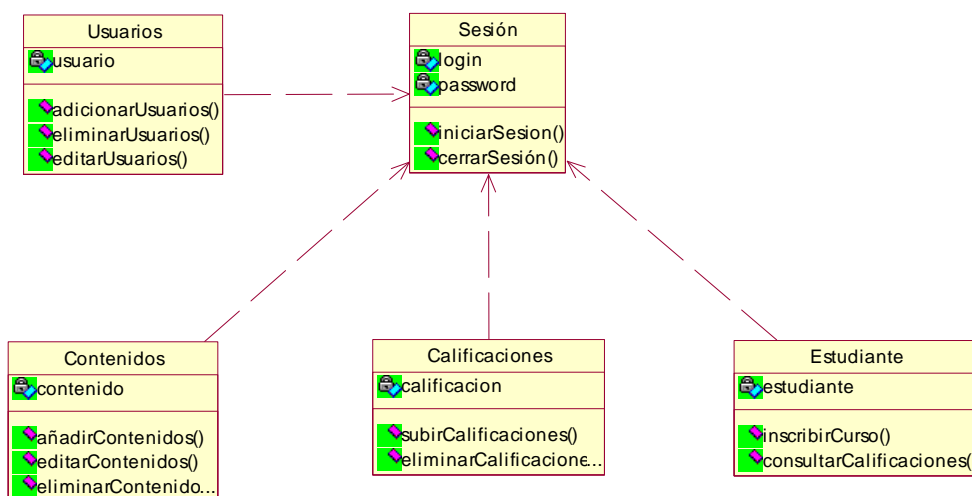 Usuarios
usuario
adicionarUsuarios()
eliminarUsuarios()
editarUsuarios()
Sesión
login
password
iniciarSesion()
cerrarSesión()
Contenidos
contenido
añadirContenidos()
editarContenidos()
eliminarContenido...
Calificaciones
calificacion
subirCalificaciones()
eliminarCalificacione...
Estudiante
estudiante
inscribirCurso()
consultarCalificaciones()